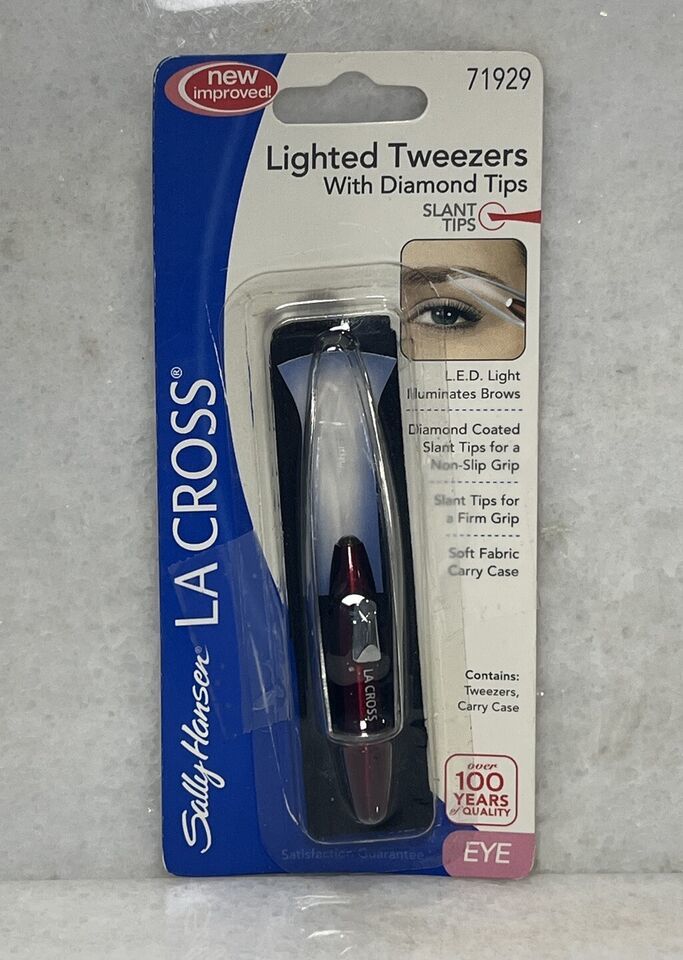 new
improved!
71929
Lighted Tweezers
With Diamond Tips
SLANT
TIPS
L.E.D. Light
Illuminates Brows
Diamond Coated
Slant Tips for a
Non-Slip Grip
Slant Tips for
a Firm Grip
Soft Fabric
Carry Case
Sally Hansen® LA CROSS®
LA CROSS
Contains:
Tweezers,
Carry Case
over
100
YEARS
of QUALITY
EYE
Satisfaction Guarantee